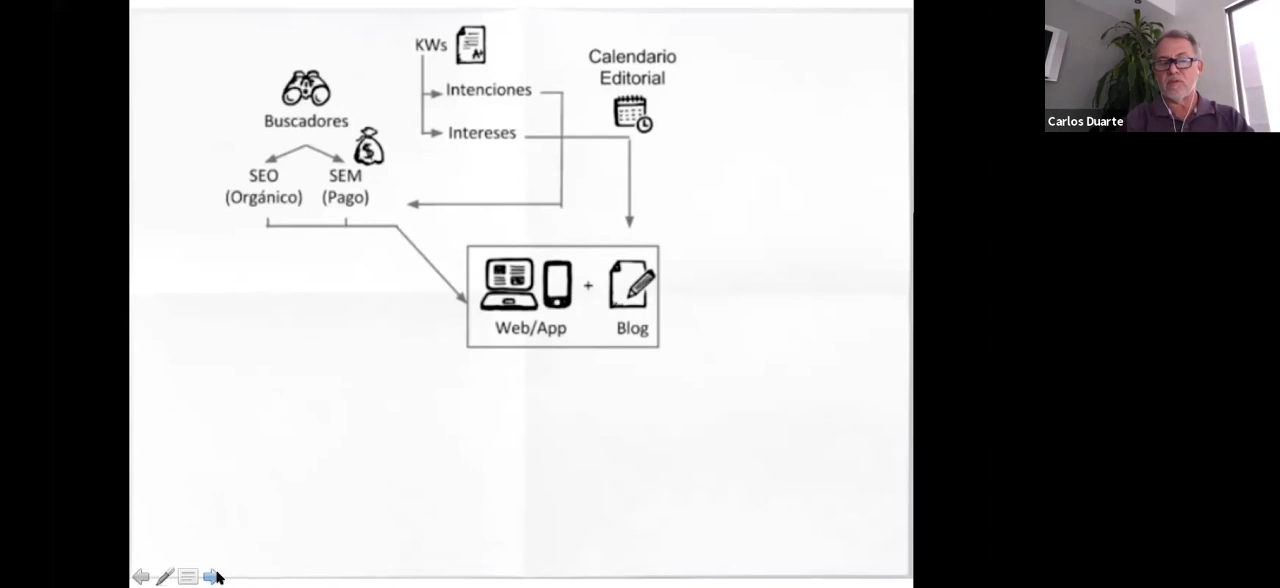 KWs
A+
Intenciones
Intereses
Calendario
Editorial
Buscadores
$
SEO
(Orgánico)
SEM
(Pago)
Web/App
+
Blog
Carlos Duarte